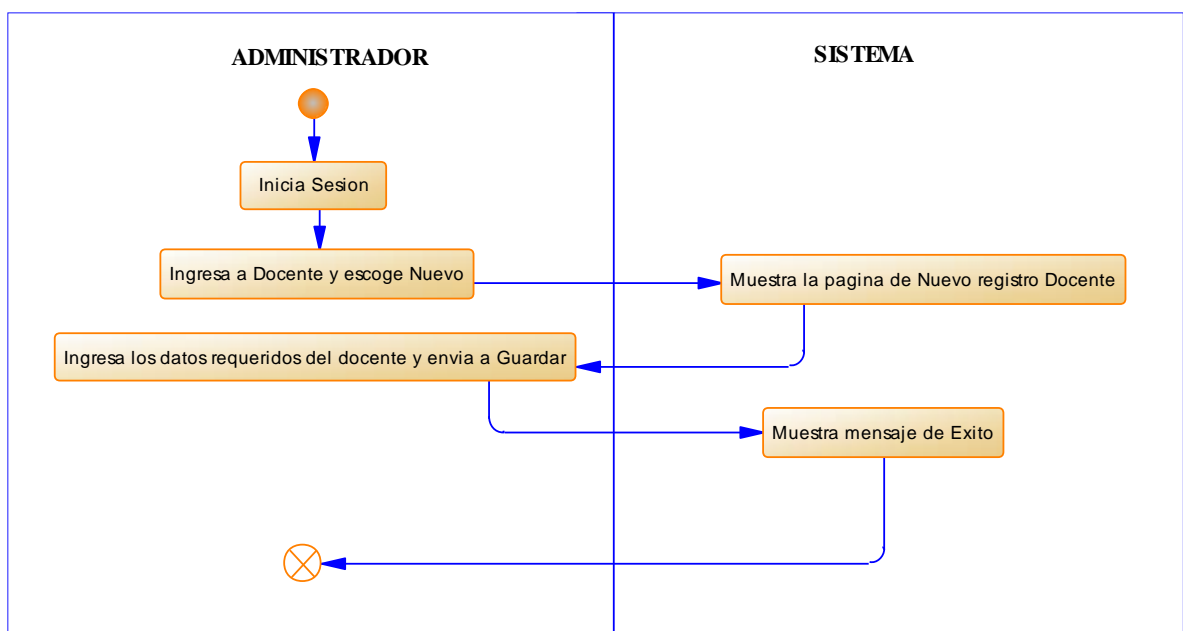 ADMINISTRADOR
SISTEMA
Inicia Sesion
Ingresa a Docente y escoge Nuevo
Muestra la pagina de Nuevo registro Docente
Ingresa los datos requeridos del docente y envia a Guardar
Muestra mensaje de Exito